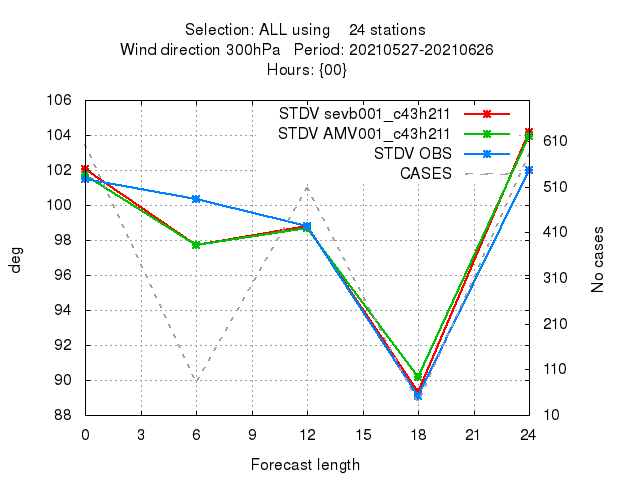 Selection: ALL using    24 stations
Wind direction 300hPa   Period: 20210527-20210626
Hours: {00}
STDV sevb001_c43h211
STDV AMV001_c43h211
STDV OBS
CASES
106
104
102
100
98
96
94
92
90
88
deg
610
510
410
310
210
110
10
No cases
0 3 6 9 12 15 18 21 24
Forecast length